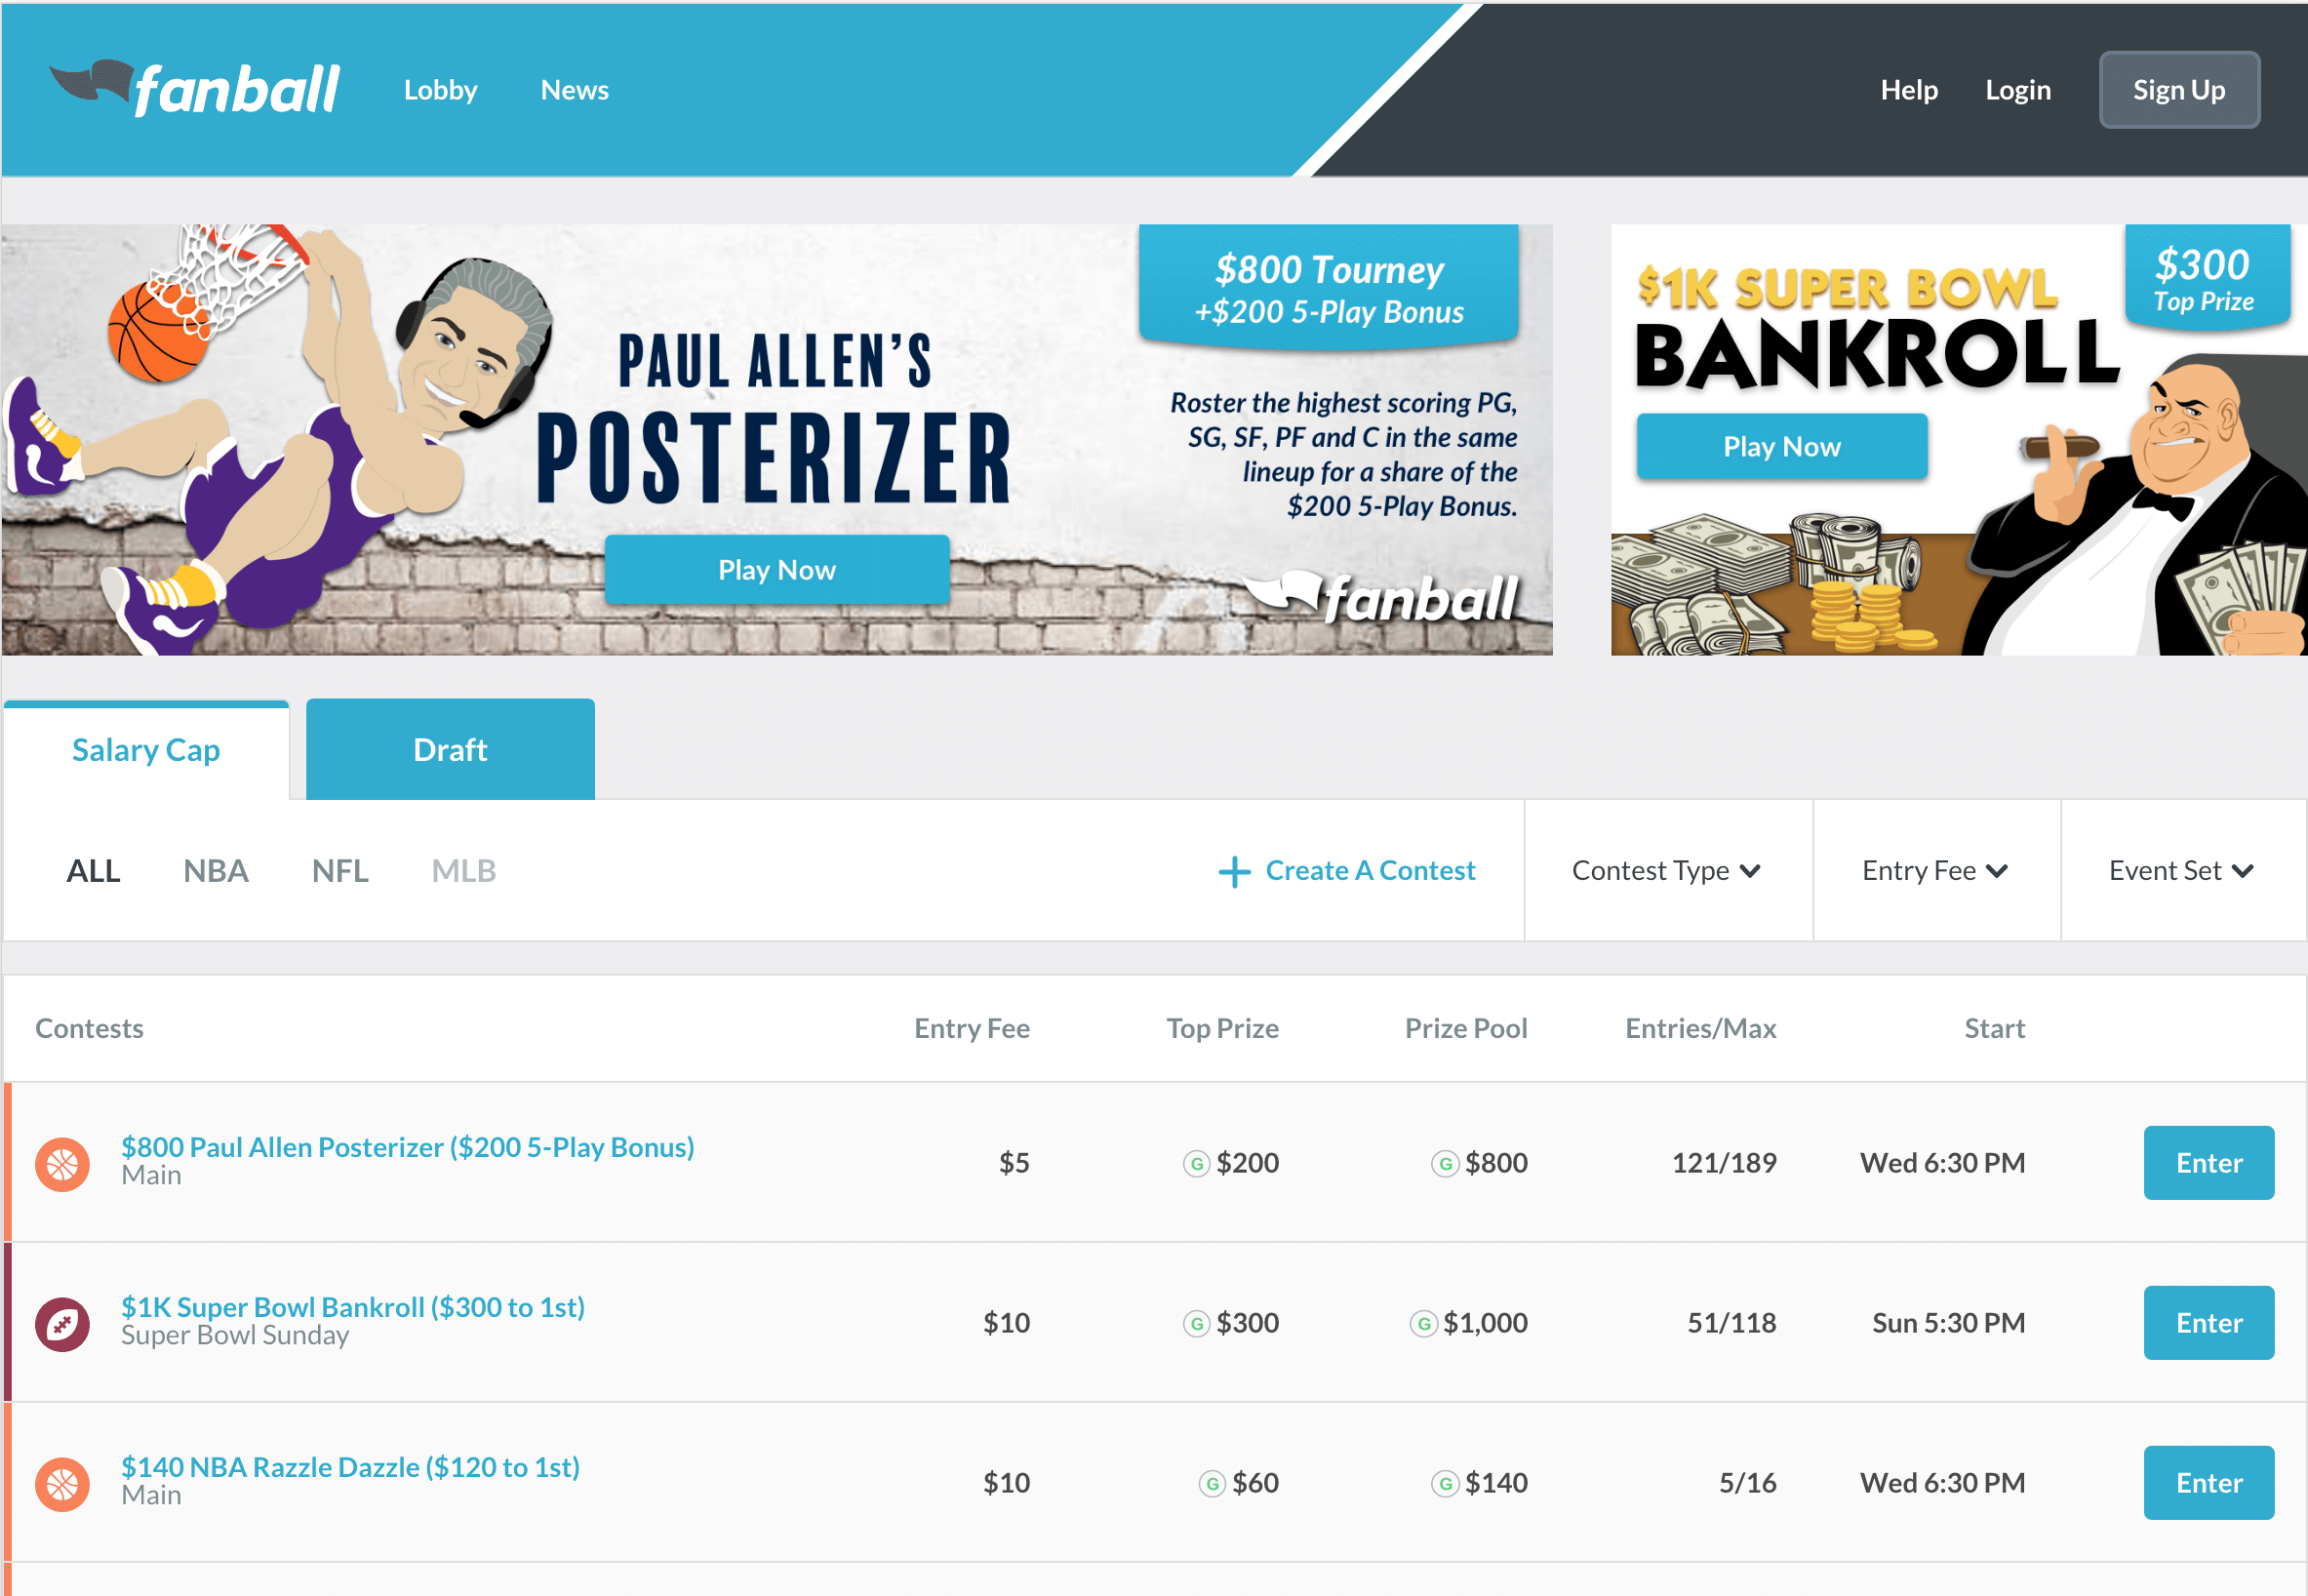 fanball
Lobby
News
Help
Login
Sign Up
PAUL ALLEN'S
POSTERIZER
Play Now
$800 Tourney
+$200 5-Play Bonus
Roster the highest scoring PG,
SG, SF, PF and C in the same
lineup for a share of the
$200 5-Play Bonus.
fanball
$1K SUPER BOWL
BANKROLL
Play Now
$300
Top Prize
Salary Cap
Draft
ALL NBA NFL MLB
Create A Contest
Contest Type
Entry Fee
Event Set
Contests Entry Fee Top Prize Prize Pool Entries/Max Start
$800 Paul Allen Posterizer ($200 5-Play Bonus)
Main
$5 G $200 G $800 121/189 Wed 6:30 PM Enter
$1K Super Bowl Bankroll ($300 to 1st)
Super Bowl Sunday
$10 G $300 G $1,000 51/118 Sun 5:30 PM Enter
$140 NBA Razzle Dazzle ($120 to 1st)
Main
$10 G $60 G $140 5/16 Wed 6:30 PM Enter